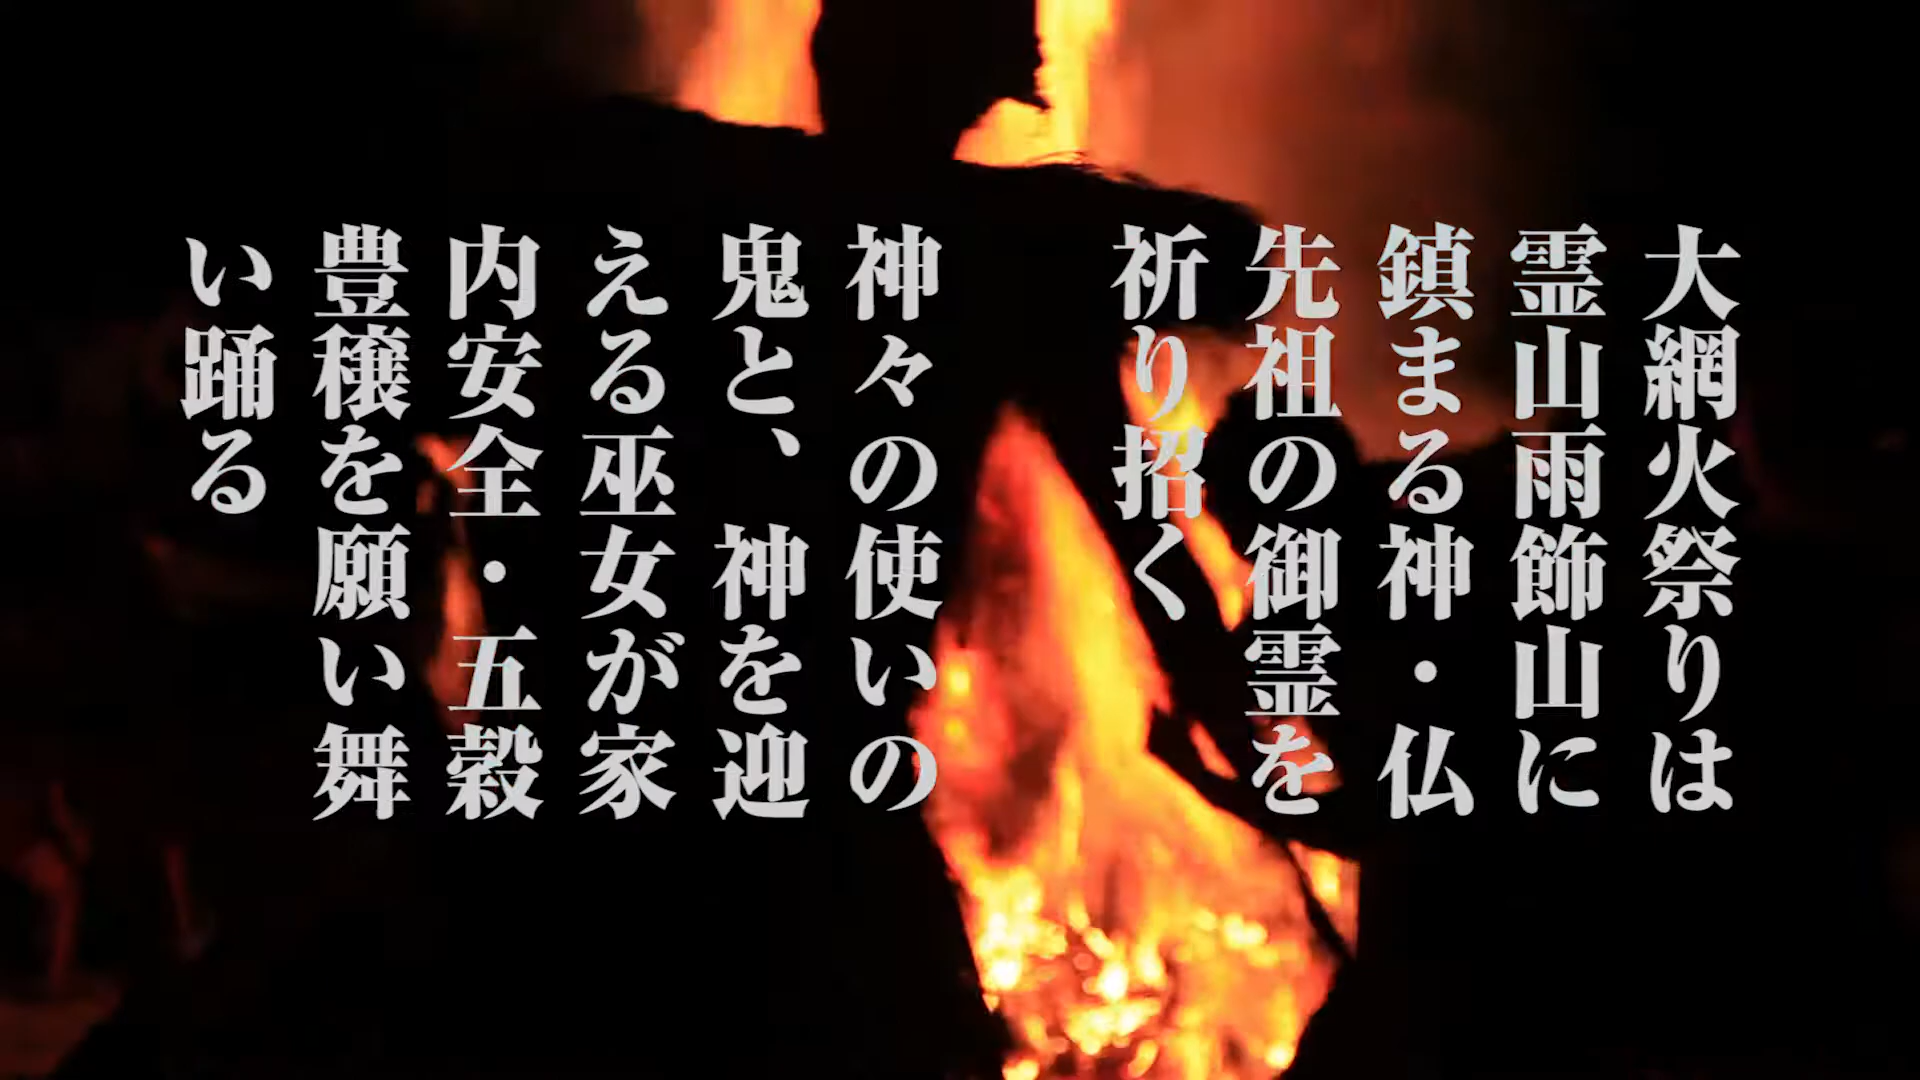 大網火祭りは
霊山雨飾山に
鎮まる神・仏
先祖の御霊を
祈り招く
神々の使いの
鬼と、神を迎
える巫女が家
内安全・五穀
豊穣を願い舞
い踊る